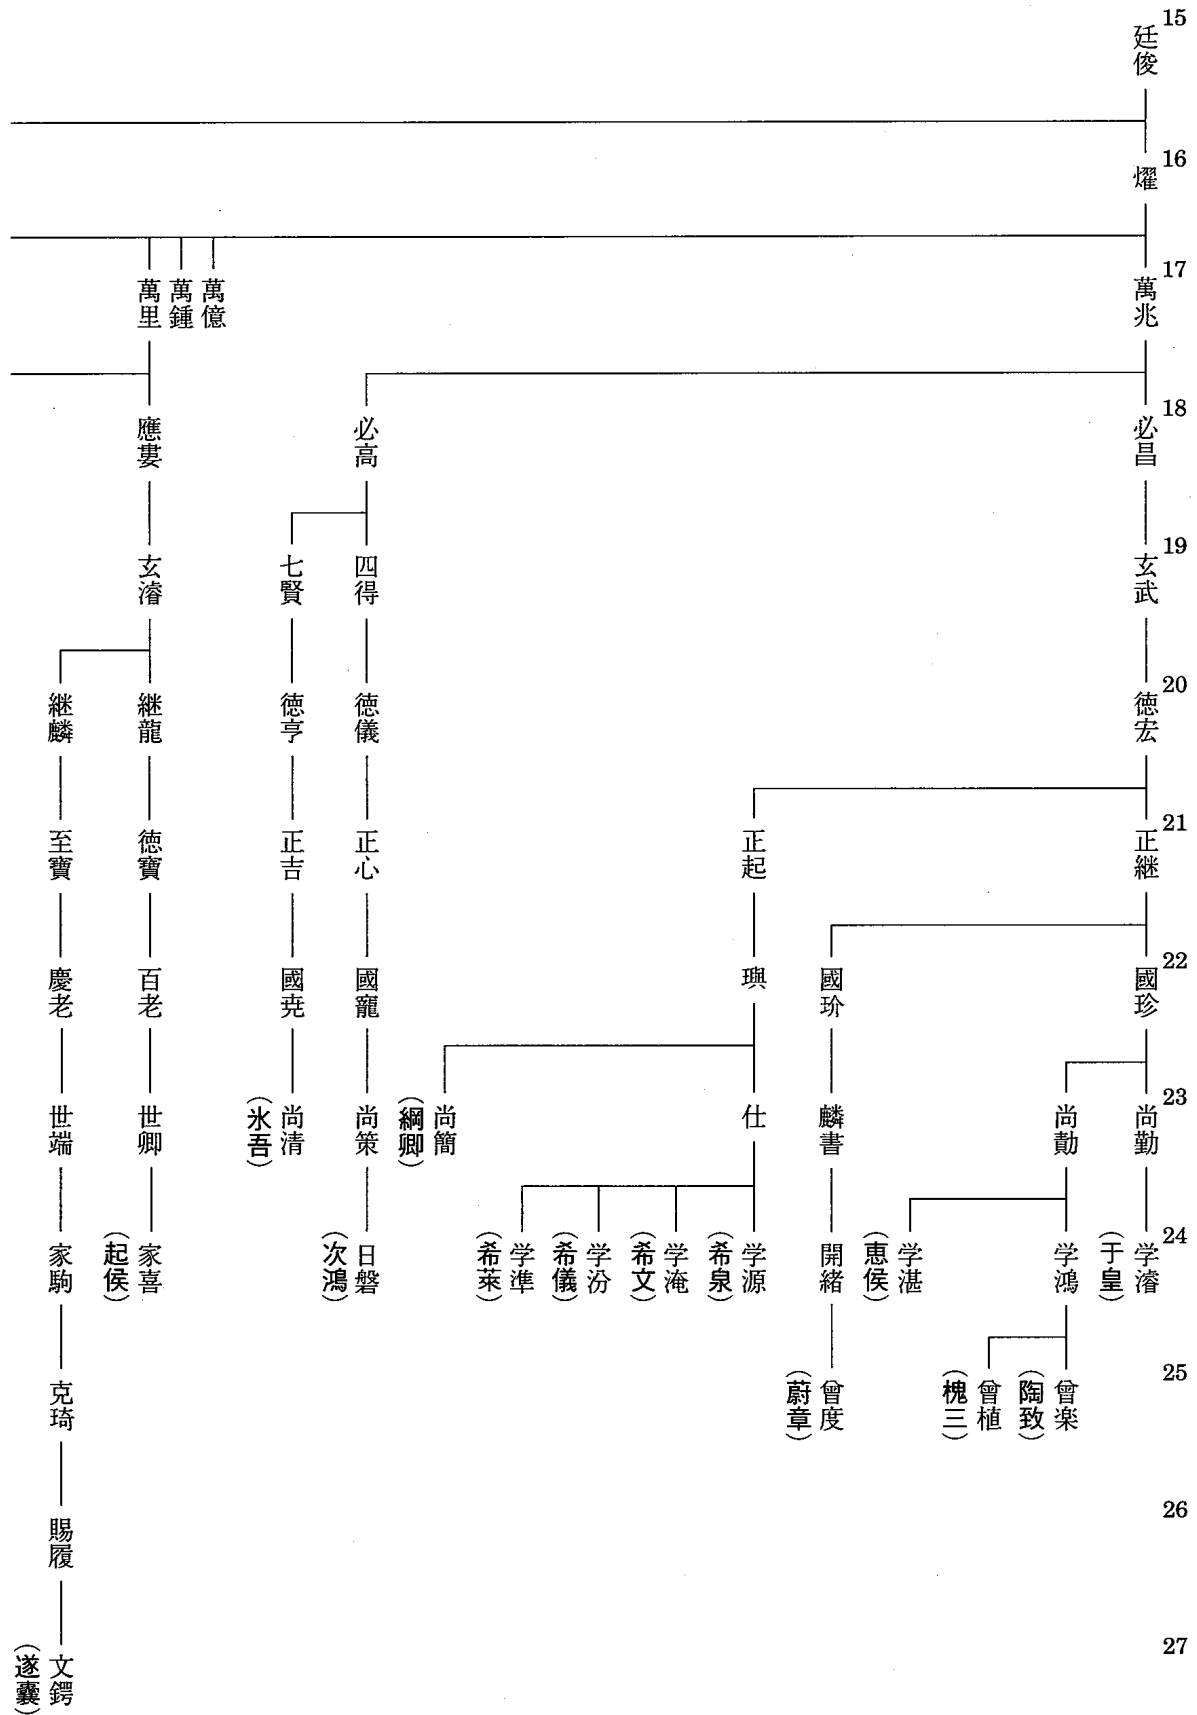 15
廷俊
16
燿
17
萬兆
萬億
萬鍾
萬里
18
必昌
必高
應婁
19
玄武
四得
七賢
玄濬
20
德宏
德儀
德亨
継龍
継麟
21
正継
正起
正心
正吉
德寶
至寶
22
國珍
國玠
璵
國寵
國尭
百老
慶老
23
尚勤
尚勣
麟書
仕
尚簡
(綱卿)
尚策
尚清
(氷吾)
世卿
世端
24
学濬
(于皇)
学鴻
学湛
(恵侯)
開緒
学源
(希泉)
学淹
(希文)
学汾
(希儀)
学準
(希萊)
日磐
(次鴻)
家喜
(起侯)
家駒
25
曾楽
(陶致)
曾植
(槐三)
曾度
(蔚章)
克琦
26
賜履
27
文鍔
(遂嚢)